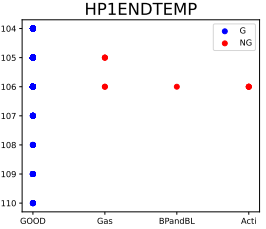 HP1ENDTEMP
G
NG
104
105
106
107
108
109
110
GOOD
Gas
BPandBL
Acti